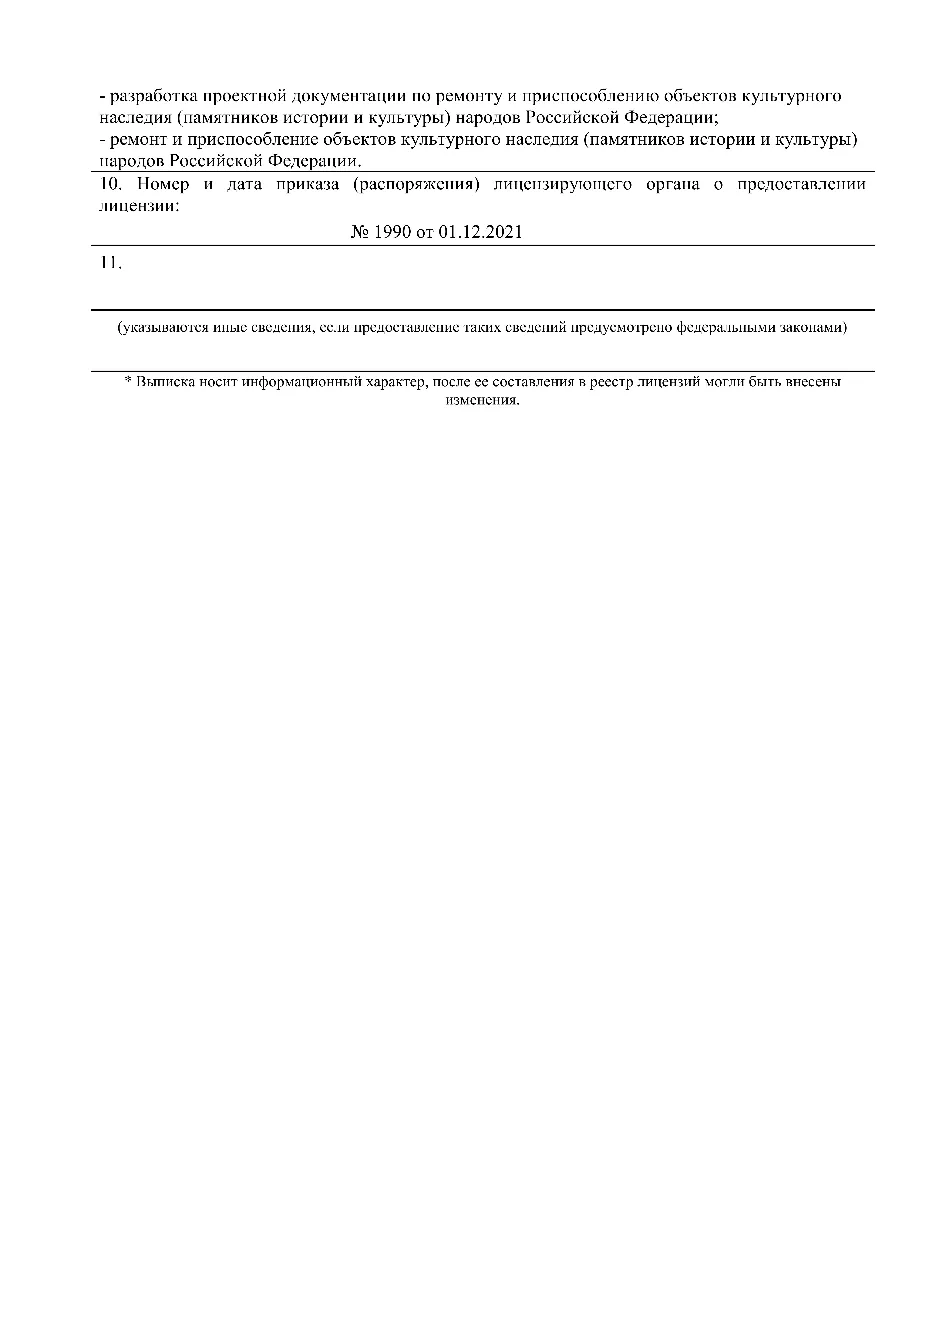 - разработка проектной документации по ремонту и приспособлению объектов культурного
наследия (памятников истории и культуры) народов Российской Федерации;
- ремонт и приспособление объектов культурного наследия (памятников истории и культуры)
народов Российской Федерации.
10. Номер и дата приказа (распоряжения) лицензирующего органа о предоставлении
лицензии:
№ 1990 от 01.12.2021
11.
(указываются иные сведения, если предоставление таких сведений предусмотрено федеральными законами)
* Выписка носит информационный характер, после ее составления в реестр лицензий могли быть внесены
изменения.